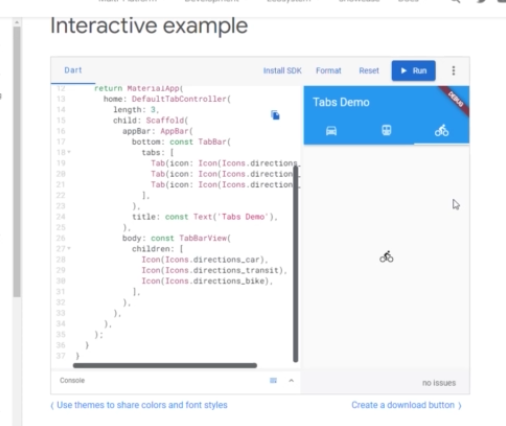 Interactive example
Dart
Install SDK
Format
Reset
Run
12 return MaterialApp(
13 home: DefaultTabController(
14 length: 3,
15 child: Scaffold(
16 appBar: AppBar(
17 bottom: const TabBar(
18 tabs: [
19 Tab(icon: Icon(Icons.directions
20 Tab(icon: Icon(Icons.direction
21 Tab(icon: Icon(Icons.direction
22 ],
23 ),
24 title: const Text('Tabs Demo'),
25 ),
26 body: const TabBarView(
27 children: [
28 Icon(Icons.directions_car),
29 Icon(Icons.directions_transit),
30 Icon(Icons.directions_bike),
31 ],
32 ),
33 ),
34 ),
35 );
36 }
37 }
Tabs Demo
DEBUG
Console
no issues
Use themes to share colors and font styles
Create a download button